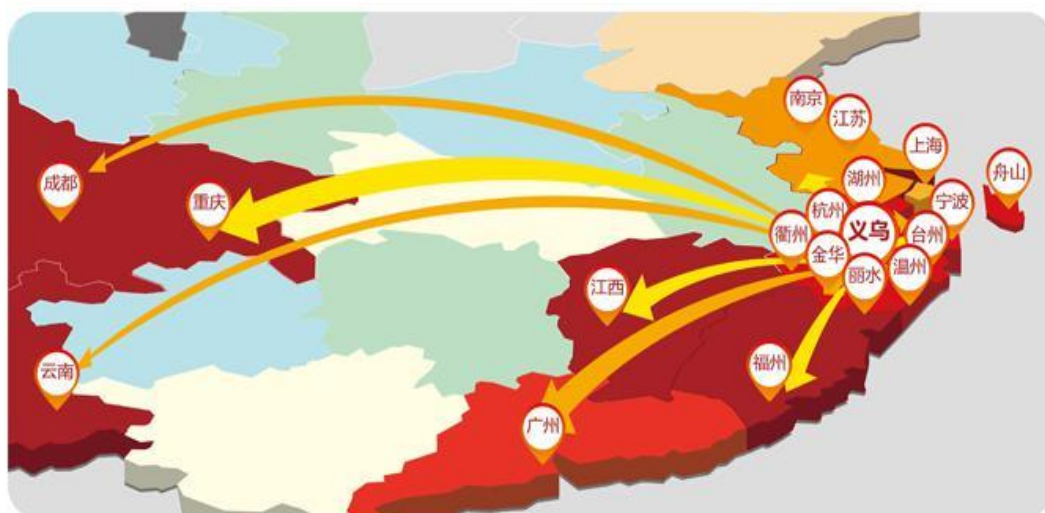 南京
江苏
上海
舟山
湖州
成都
重庆
杭州
宁波
衢州
义乌
台州
金华
温州
丽水
江西
福州
云南
广州